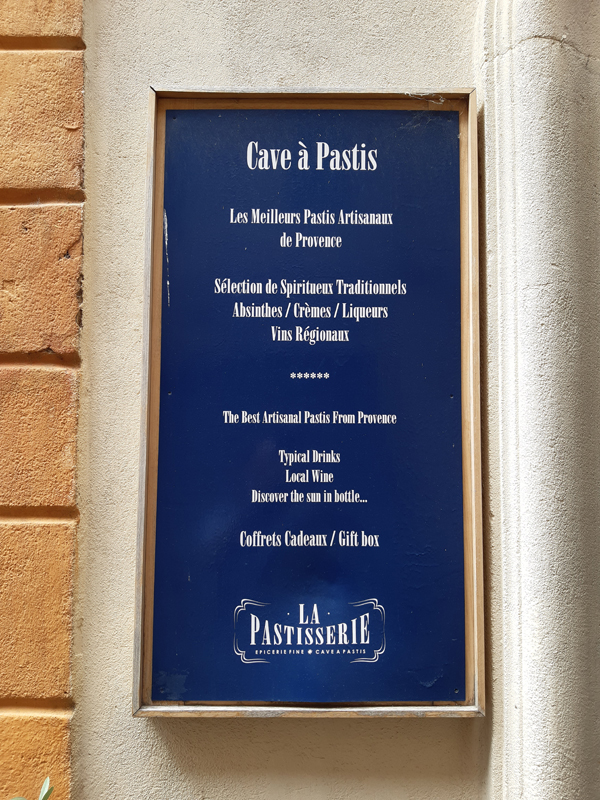 Cave à Pastis
Les Meilleurs Pastis Artisanaux
de Provence
Sélection de Spiritueux Traditionnels
Absinthes / Crèmes / Liqueurs
Vins Régionaux
******
The Best Artisanal Pastis From Provence
Typical Drinks
Local Wine
Discover the sun in bottle...
Coffrets Cadeaux / Gift box
· LA ·
PASTISSERIE
EPICERIE FINE CAVE A PASTIS